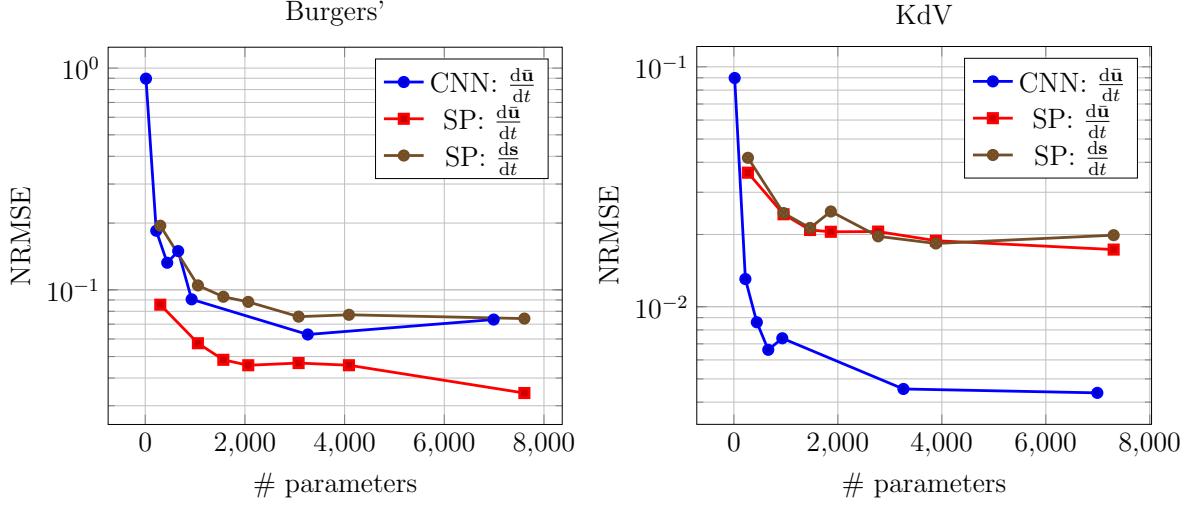 Burgers'
10^0
10^{-1}
NRMSE
0
2,000
4,000
6,000
8,000
# parameters
CNN: dū/dt
SP: dū/dt
SP: ds/dt
KdV
10^{-1}
10^{-2}
NRMSE
0
2,000
4,000
6,000
8,000
# parameters
CNN: dū/dt
SP: dū/dt
SP: ds/dt